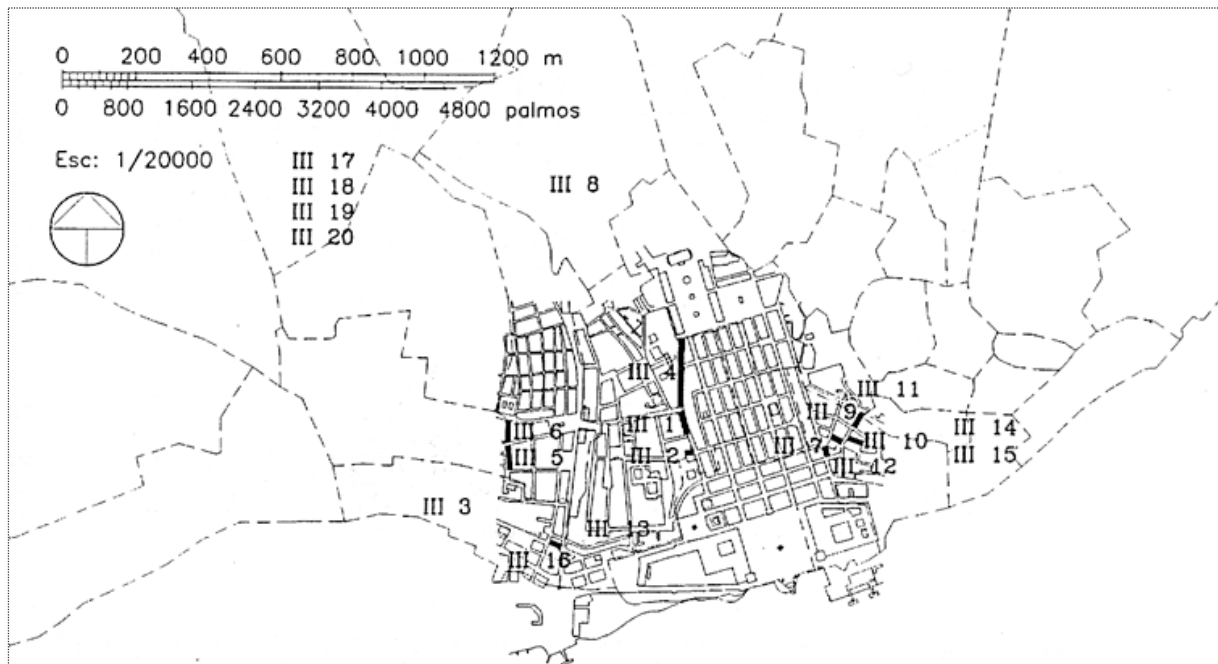 0 200 400 600 800 1000 1200 m
0 800 1600 2400 3200 4000 4800 palmos
Esc: 1/20000
III 17
III 18
III 19
III 20
III 8
III 4
III 11
III 9
III 1
III 6
III 14
III 7
III 10
III 5
III 2
III 15
III 12
III 3
III 13
III 16